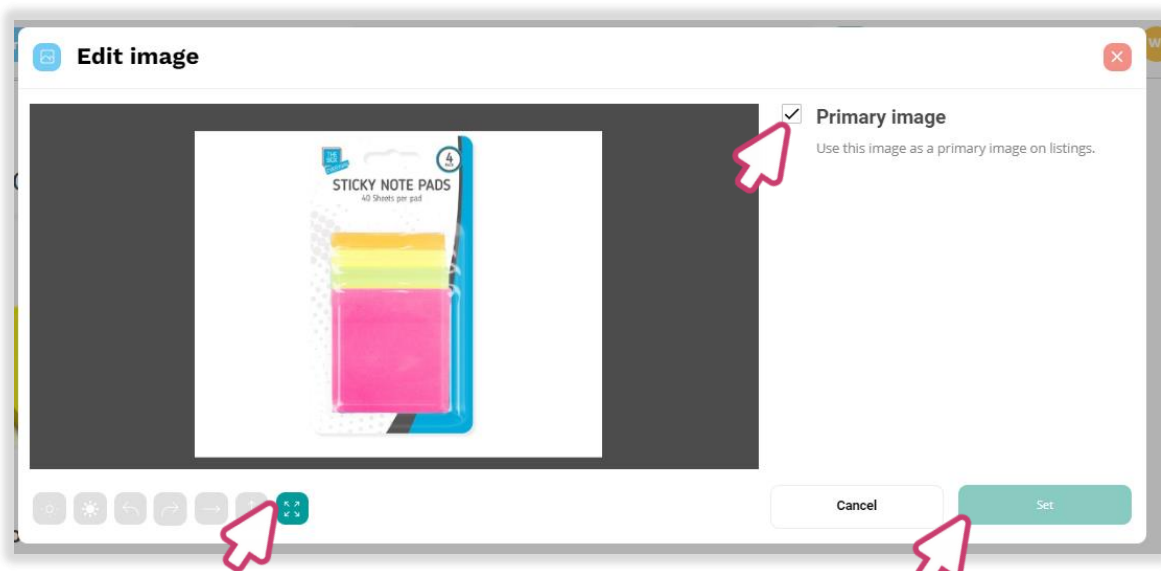 Edit image
Primary image
Use this image as a primary image on listings.
4
STICKY NOTE PADS
40 Sheets per pad
Cancel
Set
W